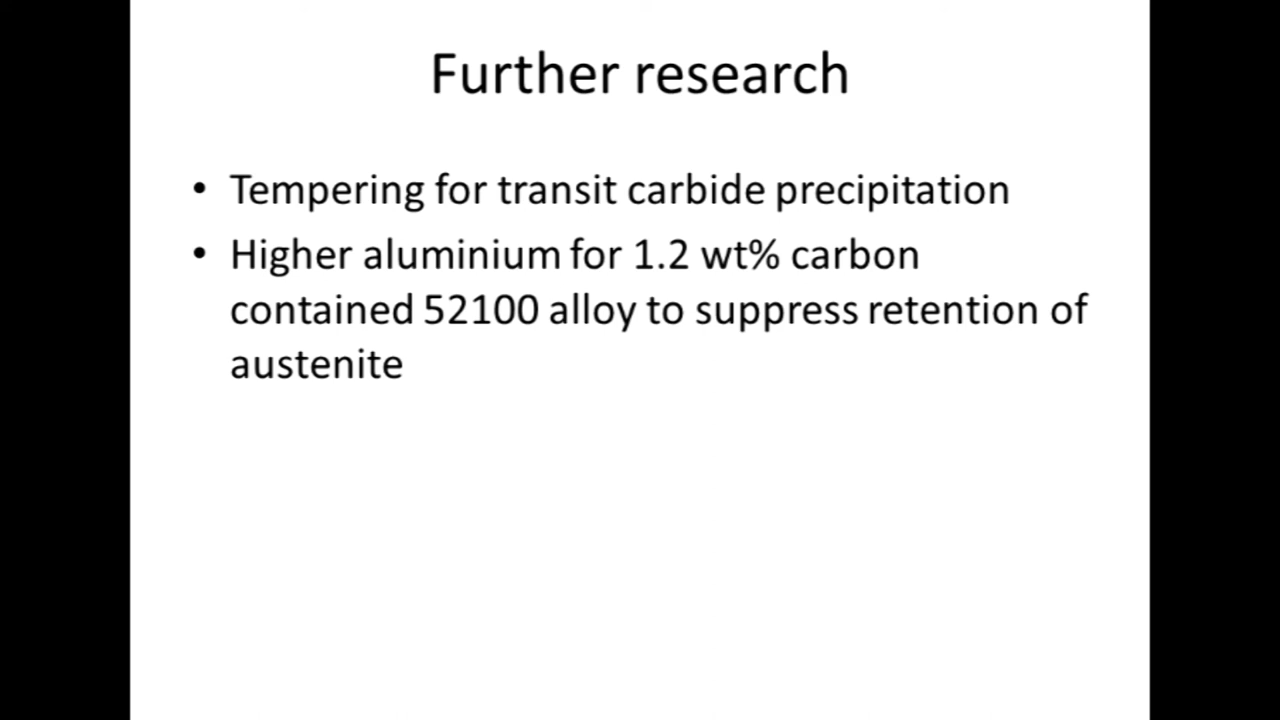 Further research
• Tempering for transit carbide precipitation
• Higher aluminium for 1.2 wt% carbon
contained 52100 alloy to suppress retention of
austenite